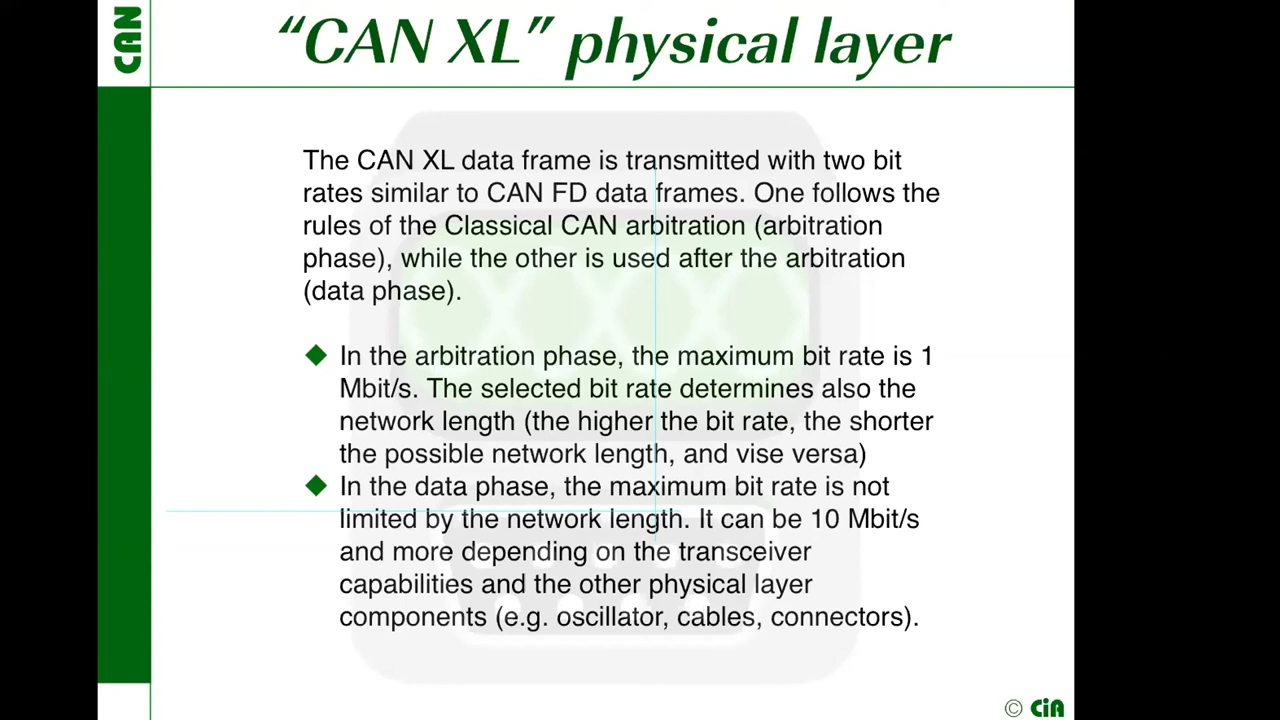 CAN
“CAN XL” physical layer
The CAN XL data frame is transmitted with two bit
rates similar to CAN FD data frames. One follows the
rules of the Classical CAN arbitration (arbitration
phase), while the other is used after the arbitration
(data phase).
In the arbitration phase, the maximum bit rate is 1
Mbit/s. The selected bit rate determines also the
network length (the higher the bit rate, the shorter
the possible network length, and vise versa)
In the data phase, the maximum bit rate is not
limited by the network length. It can be 10 Mbit/s
and more depending on the transceiver
capabilities and the other physical layer
components (e.g. oscillator, cables, connectors).
© CiA